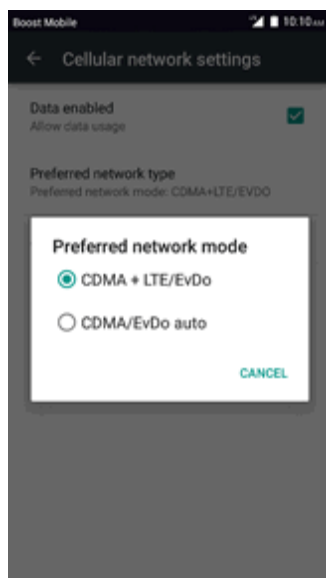 Boost Mobile 10:10 AM
Cellular network settings
Data enabled
Allow data usage
Preferred network type
Preferred network mode: CDMA+LTE/EVDO
Preferred network mode
CDMA + LTE/EvDo
CDMA/EvDo auto
CANCEL